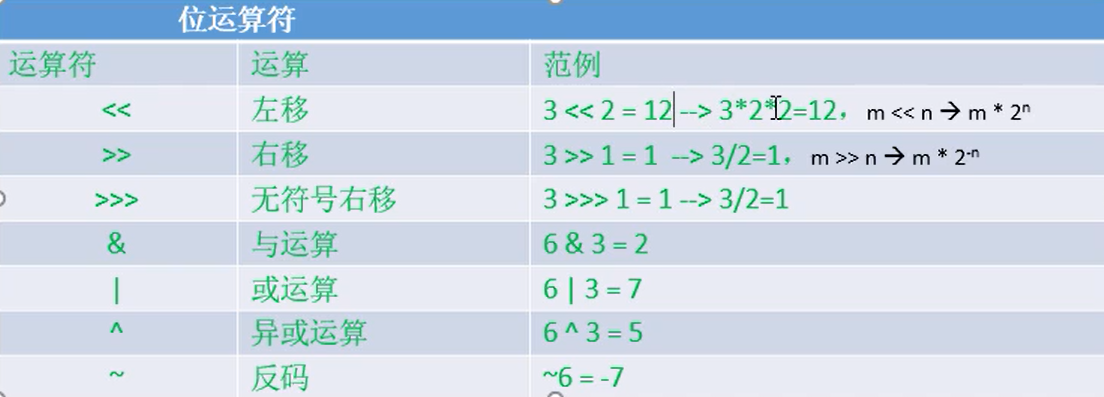 位运算符
运算符 运算 范例
<< 左移 3 << 2 = 12 --> 3*2*2=12, m << n → m * 2ⁿ
>> 右移 3 >> 1 = 1 --> 3/2=1, m >> n → m * 2⁻ⁿ
>>> 无符号右移 3 >>> 1 = 1 --> 3/2=1
& 与运算 6 & 3 = 2
| 或运算 6 | 3 = 7
^ 异或运算 6 ^ 3 = 5
~ 反码 ~6 = -7